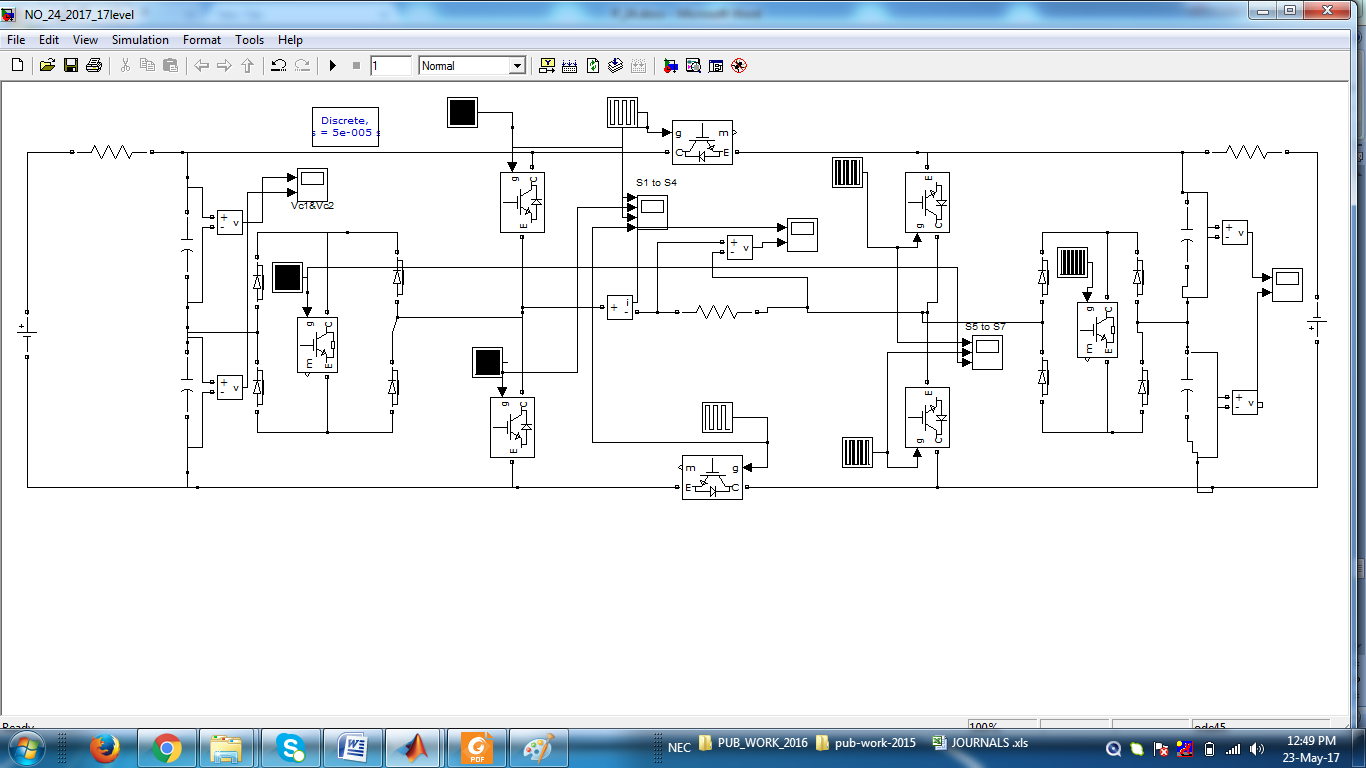 NO_24_2017_17level
File Edit View Simulation Format Tools Help
1
Normal
Discrete,
s = 5e-005 s
g m
C E
g C
E
S1 to S4
Vc1&Vc2
+
- v
E
g C
+
- v
+
- v
g C
m E
+ i
-
S5 to S7
g C
m E
+
- v
g C
E
E
g C
+
- v
m g
E C
Ready
100%
ode45
NEC
PUB_WORK_2016
pub-work-2015
JOURNALS .xls
PDF
12:49 PM
23-May-17